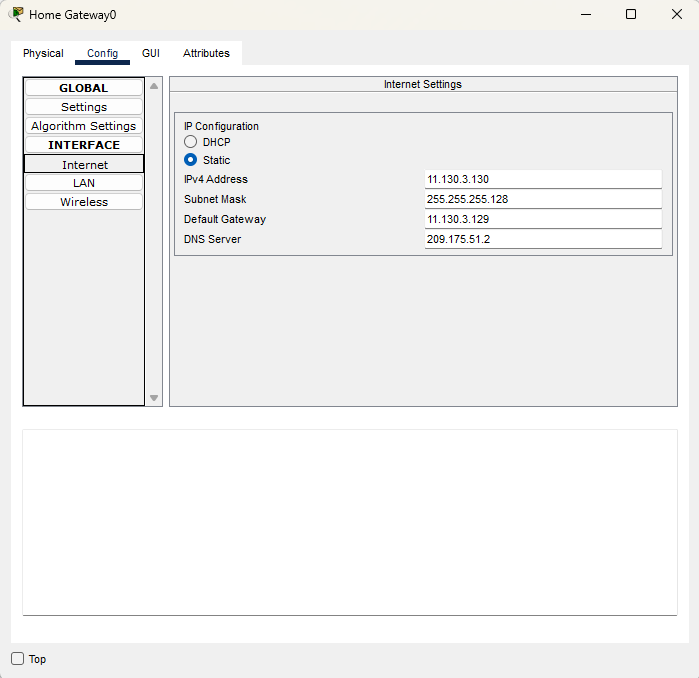 Home Gateway0
Physical Config GUI Attributes
GLOBAL
Settings
Algorithm Settings
INTERFACE
Internet
LAN
Wireless
Internet Settings
IP Configuration
DHCP
Static
IPv4 Address 11.130.3.130
Subnet Mask 255.255.255.128
Default Gateway 11.130.3.129
DNS Server 209.175.51.2
Top